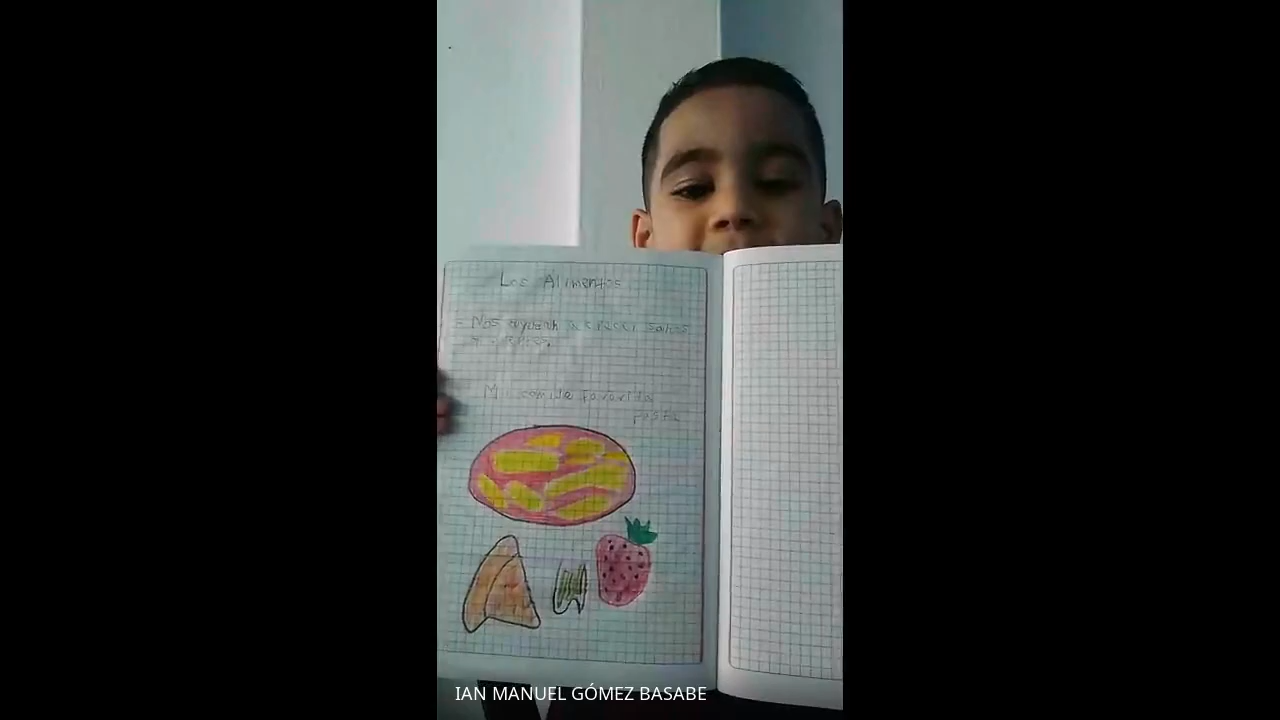 Los Alimentos
Nos ayudan a crecer sanos
y
Mi comida favorita
Pasta
IAN MANUEL GÓMEZ BASABE